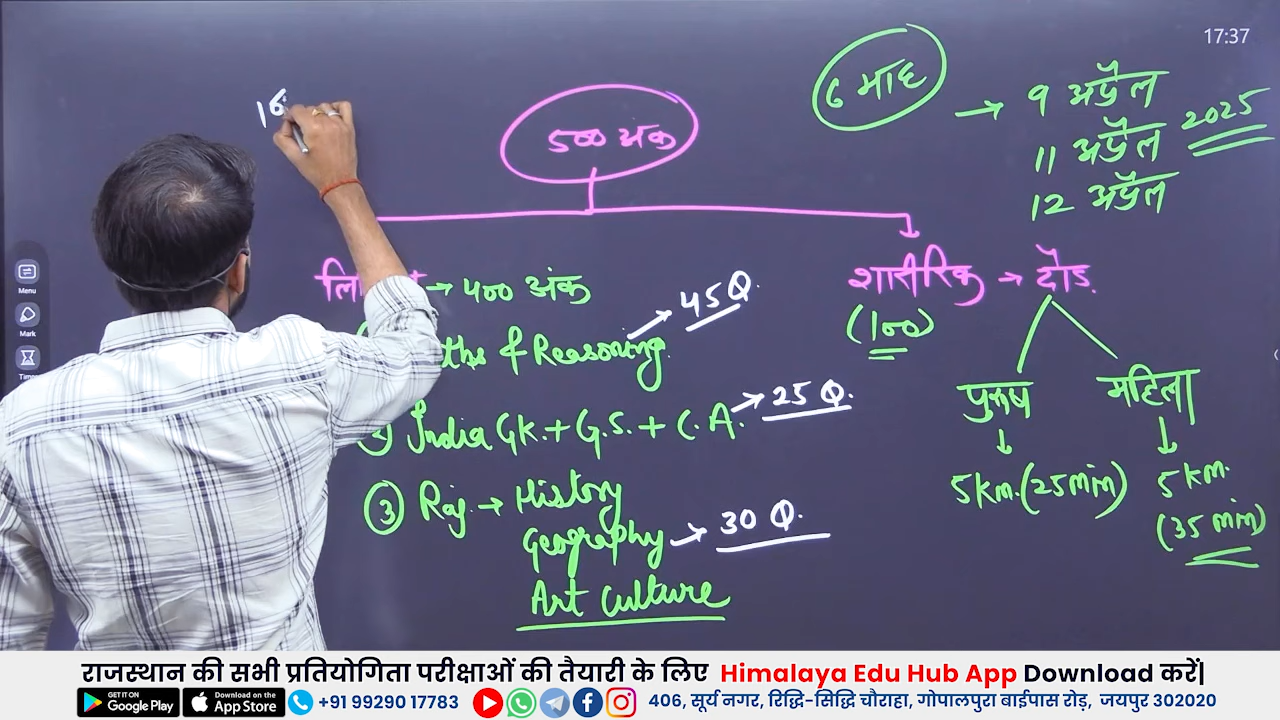 17:37
६ माह
→ 9 अप्रैल
11 अप्रैल 2025
12 अप्रैल
500 अंक
→ 400 अंक
& Reasoning → 45 Q.
India GK. + G.S. + C.A. → 25 Q.
③ Raj → History
Geography → 30 Q.
Art Culture
शारीरिक → दौड़
(100)
पुरुष महिला
5 Km. (25 min) 5 Km.
(35 min)
Menu
Mark
राजस्थान की सभी प्रतियोगिता परीक्षाओं की तैयारी के लिए Himalaya Edu Hub App Download करें|
GET IT ON Google Play
Download on the App Store
+91 99290 17783
406, सूर्य नगर, रिद्धि-सिद्धि चौराहा, गोपालपुरा बाईपास रोड़, जयपुर 302020